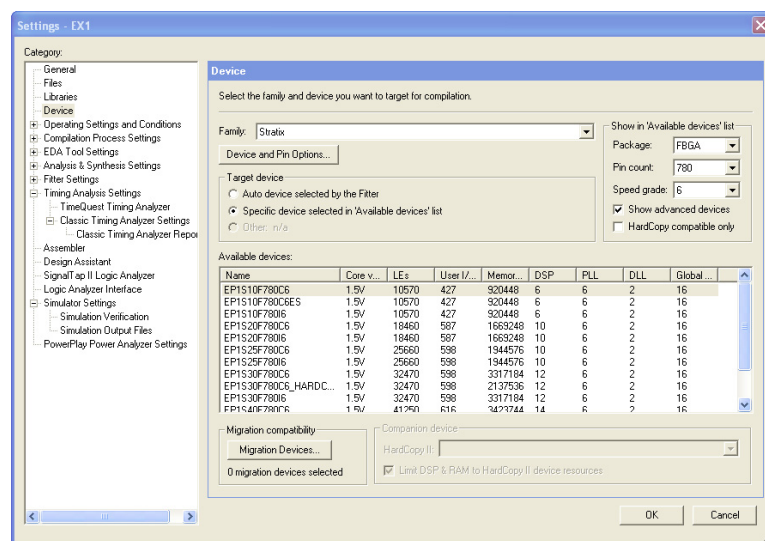 Settings - EX1
Category:
General
Files
Libraries
Device
Operating Settings and Conditions
Compilation Process Settings
EDA Tool Settings
Analysis & Synthesis Settings
Fitter Settings
Timing Analysis Settings
TimeQuest Timing Analyzer
Classic Timing Analyzer Settings
Classic Timing Analyzer Repo
Assembler
Design Assistant
SignalTap II Logic Analyzer
Logic Analyzer Interface
Simulator Settings
Simulation Verification
Simulation Output Files
PowerPlay Power Analyzer Settings
Device
Select the family and device you want to target for compilation.
Family: Stratix
Device and Pin Options...
Target device
Auto device selected by the Fitter
Specific device selected in 'Available devices' list
Other: n/a
Show in 'Available devices' list
Package: FBGA
Pin count: 780
Speed grade: 6
Show advanced devices
HardCopy compatible only
Available devices:
Name Core v... LEs User I/... Memor... DSP PLL DLL Global ...
EP1S10F780C6 1.5V 10570 427 920448 6 6 2 16
EP1S10F780C6ES 1.5V 10570 427 920448 6 6 2 16
EP1S10F780I6 1.5V 10570 427 920448 6 6 2 16
EP1S20F780C6 1.5V 18460 587 1669248 10 6 2 16
EP1S20F780I6 1.5V 18460 587 1669248 10 6 2 16
EP1S25F780C6 1.5V 25660 598 1944576 10 6 2 16
EP1S25F780I6 1.5V 25660 598 1944576 10 6 2 16
EP1S30F780C6 1.5V 32470 598 3317184 12 6 2 16
EP1S30F780C6_HARDC... 1.5V 32470 598 2137536 12 6 2 16
EP1S30F780I6 1.5V 32470 598 3317184 12 6 2 16
EP1S40F780C6 1.5V 41250 616 3423744 14 6 2 16
Migration compatibility
Migration Devices...
0 migration devices selected
Companion device
HardCopy II:
Limit DSP & RAM to HardCopy II device resources
OK Cancel